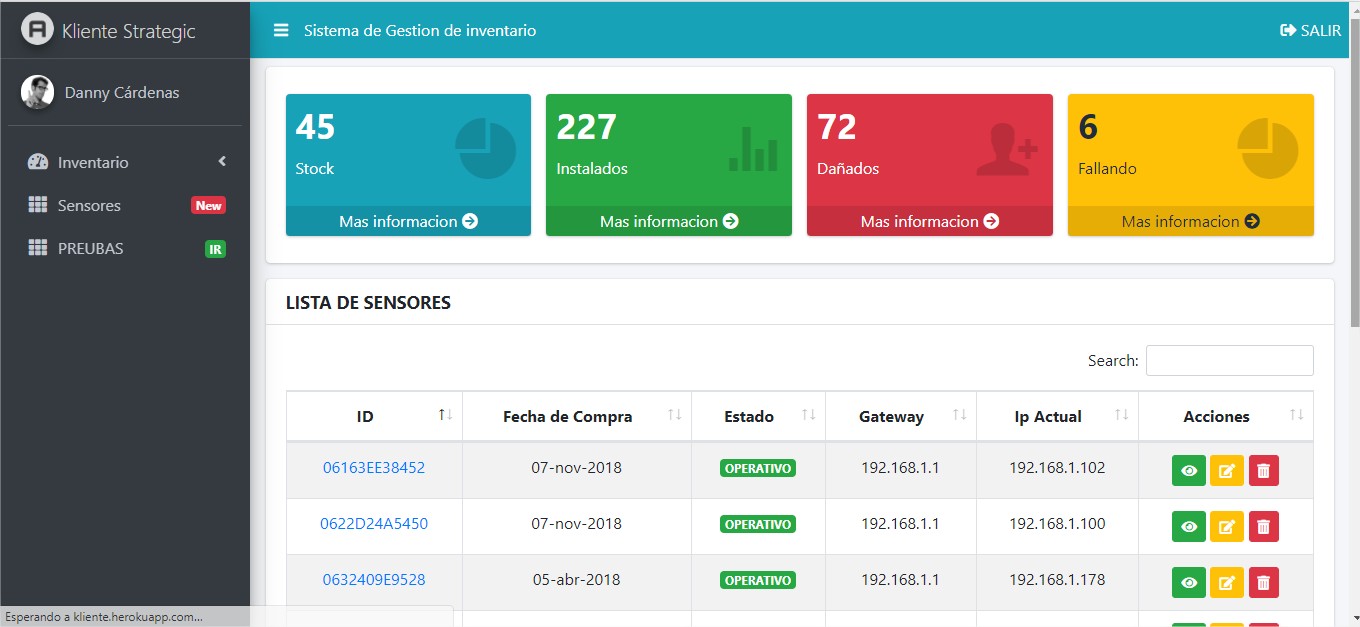 Kliente Strategic
Sistema de Gestion de inventario
SALIR
Danny Cárdenas
Inventario
Sensores New
PREUBAS IR
45
Stock
Mas informacion
227
Instalados
Mas informacion
72
Dañados
Mas informacion
6
Fallando
Mas informacion
LISTA DE SENSORES
Search:
ID Fecha de Compra Estado Gateway Ip Actual Acciones
06163EE38452 07-nov-2018 OPERATIVO 192.168.1.1 192.168.1.102
0622D24A5450 07-nov-2018 OPERATIVO 192.168.1.1 192.168.1.100
0632409E9528 05-abr-2018 OPERATIVO 192.168.1.1 192.168.1.178
Esperando a kliente.herokuapp.com...